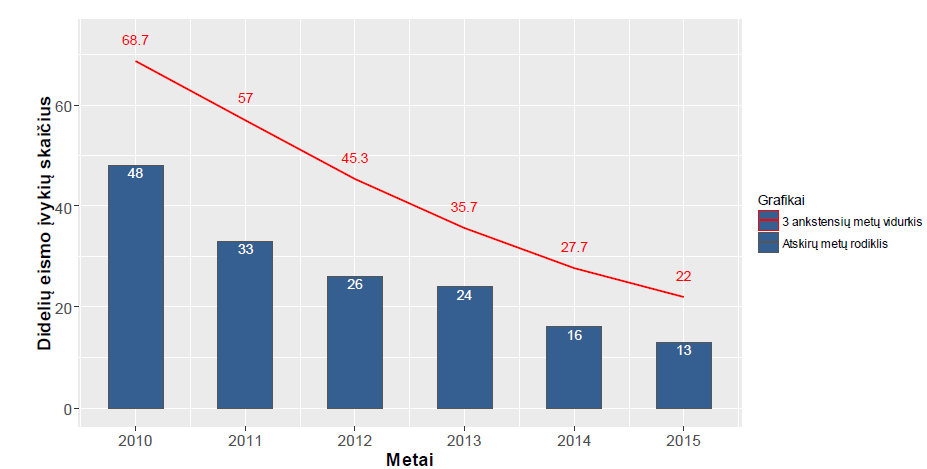 Didelių eismo įvykių skaičius
60
40
20
0
68.7
57
45.3
35.7
27.7
22
48
33
26
24
16
13
2010 2011 2012 2013 2014 2015
Metai
Grafikai
3 ankstensių metų vidurkis
Atskirų metų rodiklis